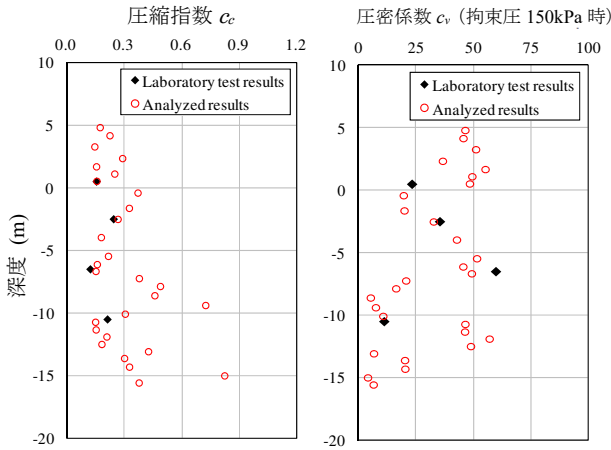 圧縮指数 cc
圧密係数 cv (拘束圧 150kPa 時)
0.0 0.3 0.6 0.9 1.2
0 25 50 75 100
10
5
0
-5
-10
-15
-20
深度 (m)
Laboratory test results
Analyzed results
10
5
0
-5
-10
-15
-20
Laboratory test results
Analyzed results